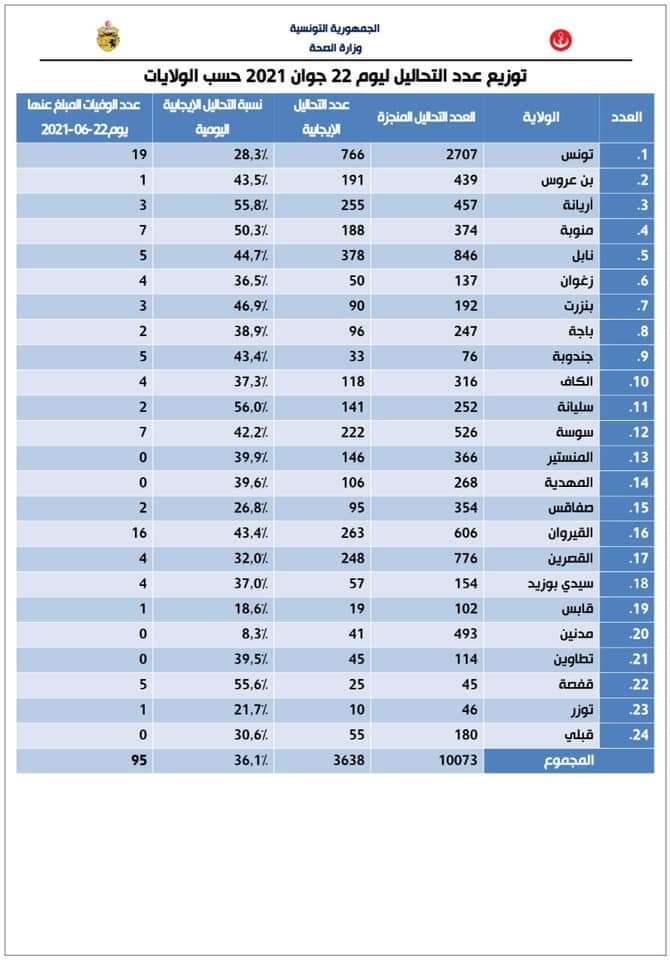 الجمهورية التونسية
وزارة الصحة
توزيع عدد التحاليل ليوم 22 جوان 2021 حسب الولايات
العدد الولاية العدد التحاليل المنجزة عدد التحاليل الإيجابية نسبة التحاليل الإيجابية اليومية عدد الوفيات المبلغ عنها يوم 22-06-2021
1. تونس 2707 766 28,3% 19
2. بن عروس 439 191 43,5% 1
3. أريانة 457 255 55,8% 3
4. منوبة 374 188 50,3% 7
5. نابل 846 378 44,7% 5
6. زغوان 137 50 36,5% 4
7. بنزرت 192 90 46,9% 3
8. باجة 247 96 38,9% 2
9. جندوبة 76 33 43,4% 5
10. الكاف 316 118 37,3% 4
11. سليانة 252 141 56,0% 2
12. سوسة 526 222 42,2% 7
13. المنستير 366 146 39,9% 0
14. المهدية 268 106 39,6% 0
15. صفاقس 354 95 26,8% 2
16. القيروان 606 263 43,4% 16
17. القصرين 776 248 32,0% 4
18. سيدي بوزيد 154 57 37,0% 4
19. قابس 102 19 18,6% 1
20. مدنين 493 41 8,3% 0
21. تطاوين 114 45 39,5% 0
22. قفصة 45 25 55,6% 5
23. توزر 46 10 21,7% 1
24. قبلي 180 55 30,6% 0
المجموع 10073 3638 36,1% 95